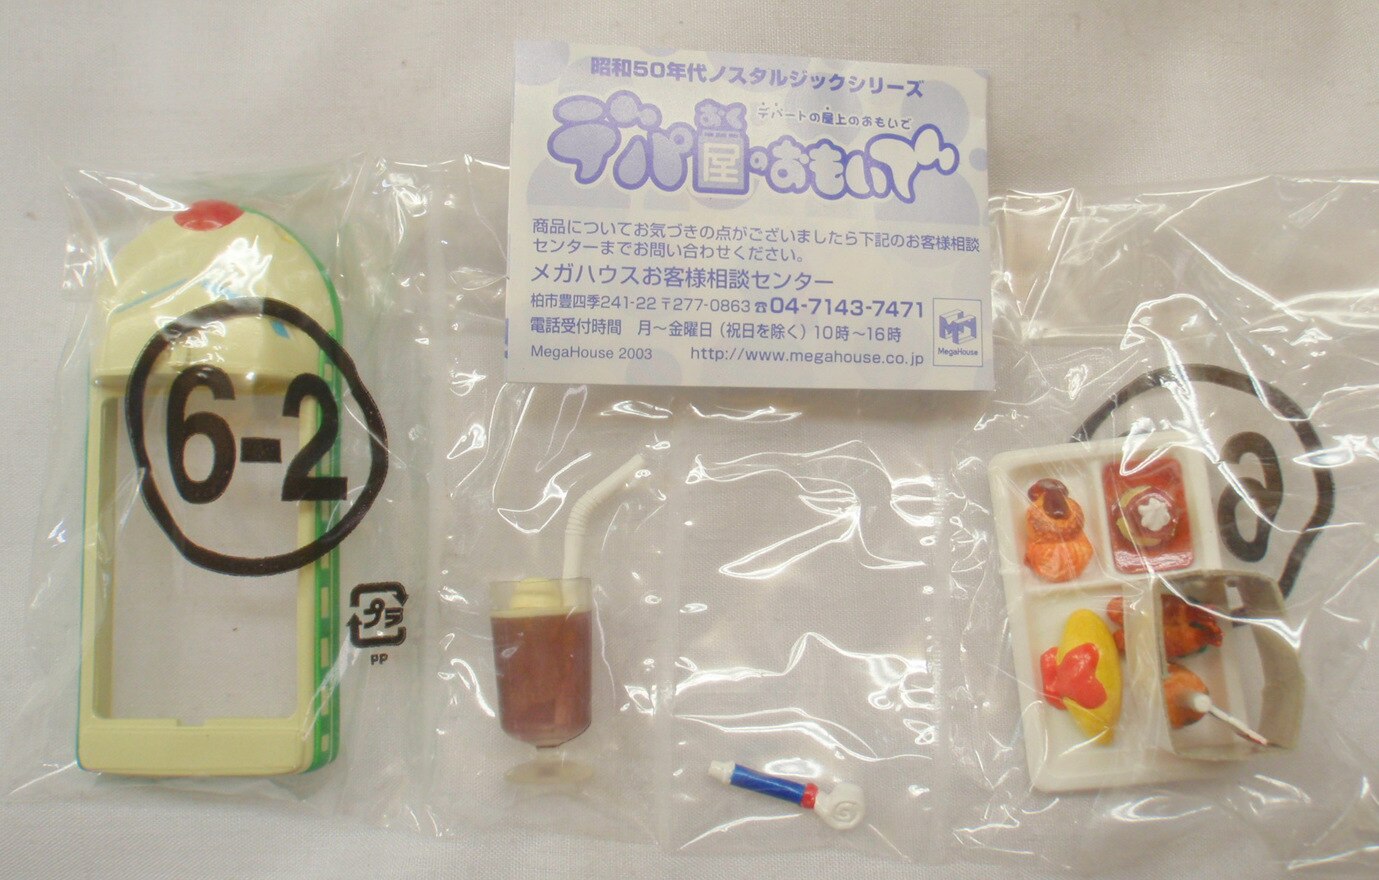 昭和50年代ノスタルジックシリーズ
デパートの屋上のおもいで
デパ屋のおもいで
おく
商品についてお気づきの点がございましたら下記のお客様相談
センターまでお問い合わせください。
メガハウスお客様相談センター
柏市豊四季241-22〒277-0863☎04-7143-7471
電話受付時間 月〜金曜日(祝日を除く)10時〜16時
MegaHouse 2003 http://www.megahouse.co.jp
MegaHouse
6-2
プラ
PP
6
G